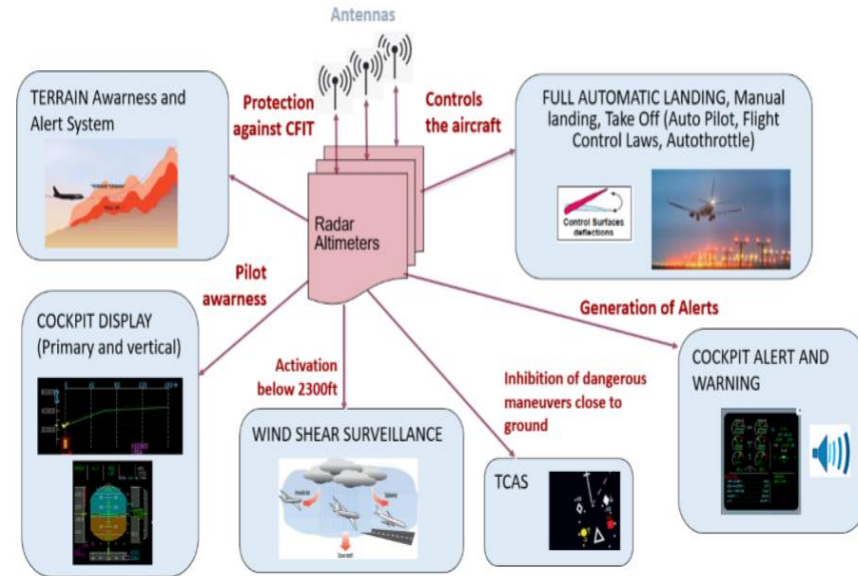 Antennas
TERRAIN Awarness and
Alert System
Protection
against CFIT
Controls
the aircraft
FULL AUTOMATIC LANDING, Manual
landing, Take Off (Auto Pilot, Flight
Control Laws, Autothrottle)
Control Surfaces
deflections
Radar
Altimeters
Pilot
awarness
Generation of Alerts
COCKPIT DISPLAY
(Primary and vertical)
Activation
below 2300ft
Inhibition of dangerous
maneuvers close to
ground
COCKPIT ALERT AND
WARNING
WIND SHEAR SURVEILLANCE
TCAS